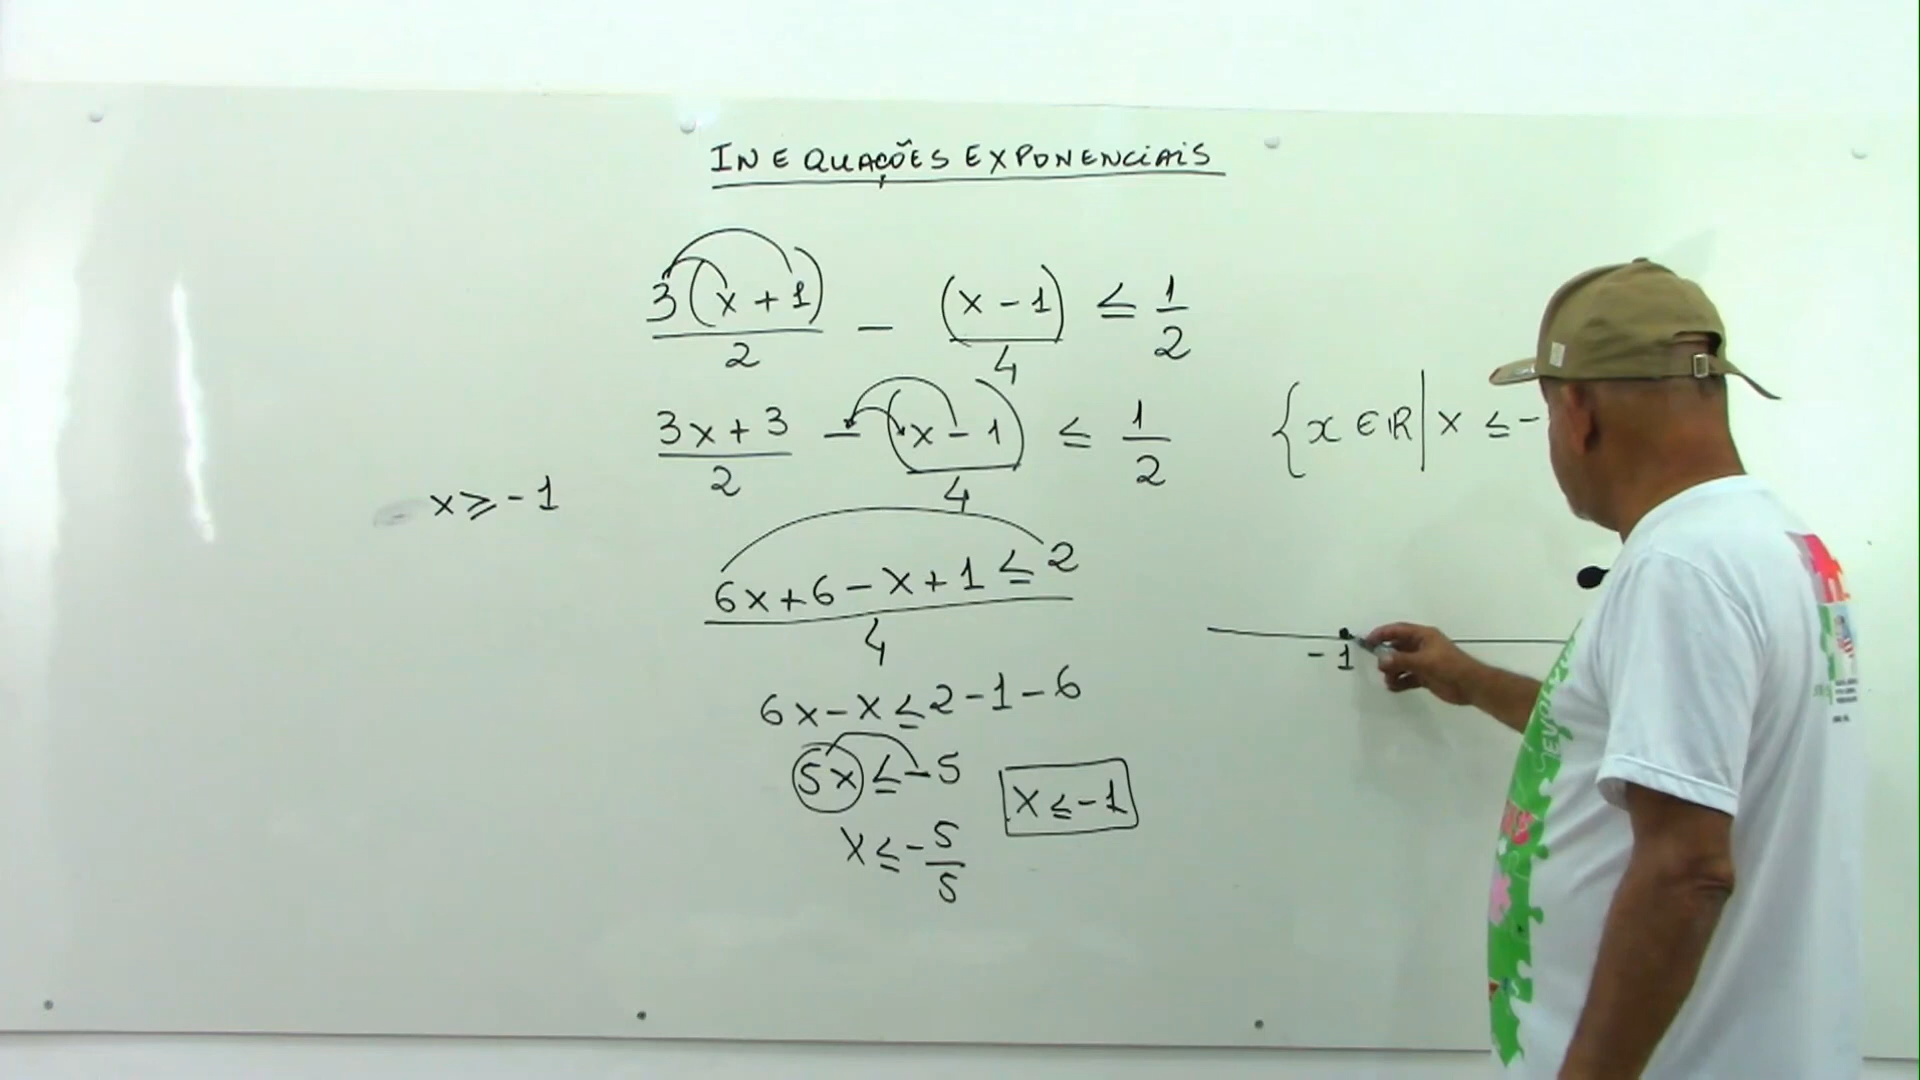 INEQUAÇÕES EXPONENCIAIS
3(x+1)/2 - (x-1)/4 ≤ 1/2
(3x+3)/2 - (x-1)/4 ≤ 1/2
{x ∈ ℝ | x ≤ -
x ≥ -1
6x+6-x+1 ≤ 2
4
-1
6x-x ≤ 2-1-6
5x ≤ -5
x ≤ -1
x ≤ -5/5